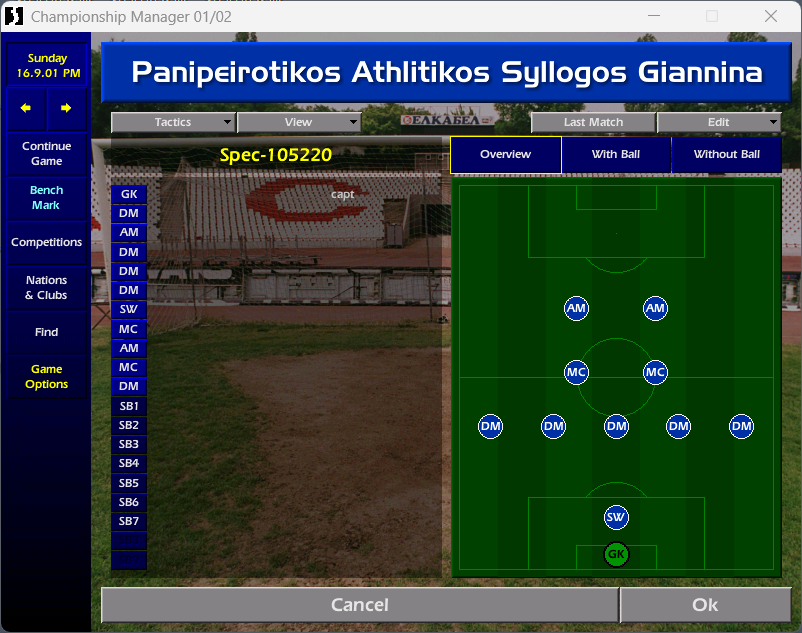 Championship Manager 01/02
Sunday
16.9.01 PM
Continue
Game
Bench
Mark
Competitions
Nations
& Clubs
Find
Game
Options
Panipeirotikos Athlitikos Syllogos Giannina
Tactics
View
ΕΛΚΑΒΕΛ
Last Match
Edit
Spec-105220
Overview
With Ball
Without Ball
GK
capt
DM
AM
DM
DM
DM
SW
MC
AM
MC
DM
SB1
SB2
SB3
SB4
SB5
SB6
SB7
AM AM
MC MC
DM DM DM DM DM
SW
GK
Cancel
Ok